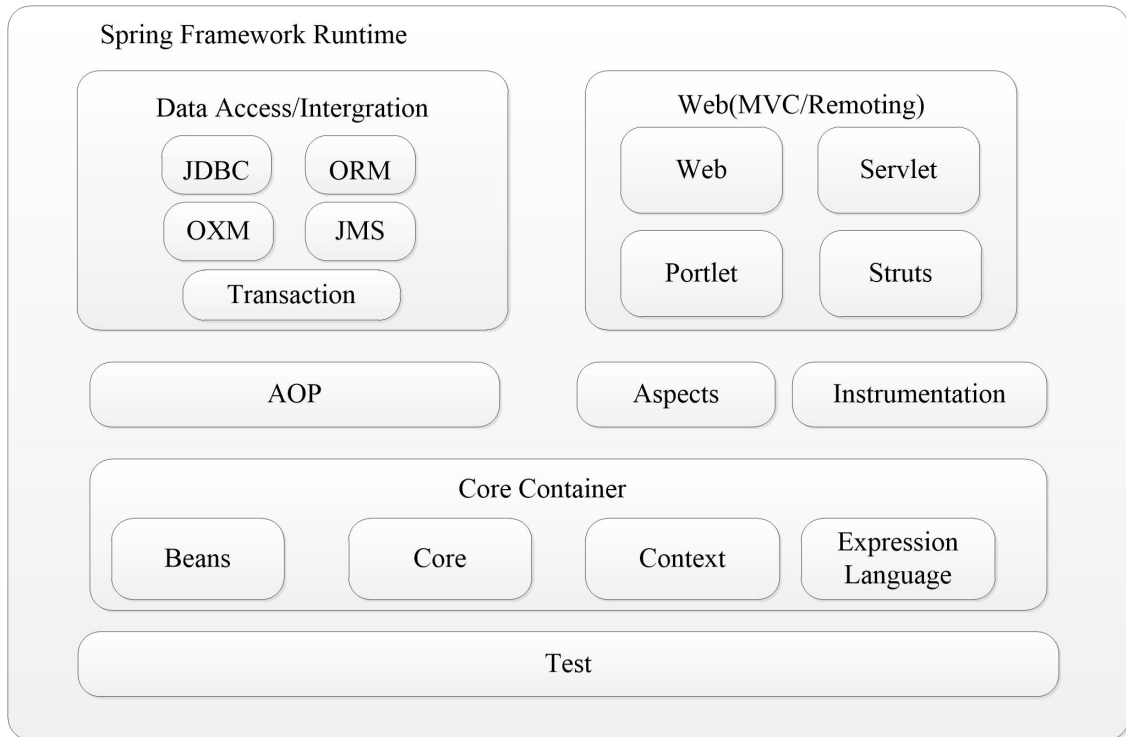 Spring Framework Runtime
Data Access/Intergration
JDBC
ORM
OXM
JMS
Transaction
Web(MVC/Remoting)
Web
Servlet
Portlet
Struts
AOP
Aspects
Instrumentation
Core Container
Beans
Core
Context
Expression
Language
Test